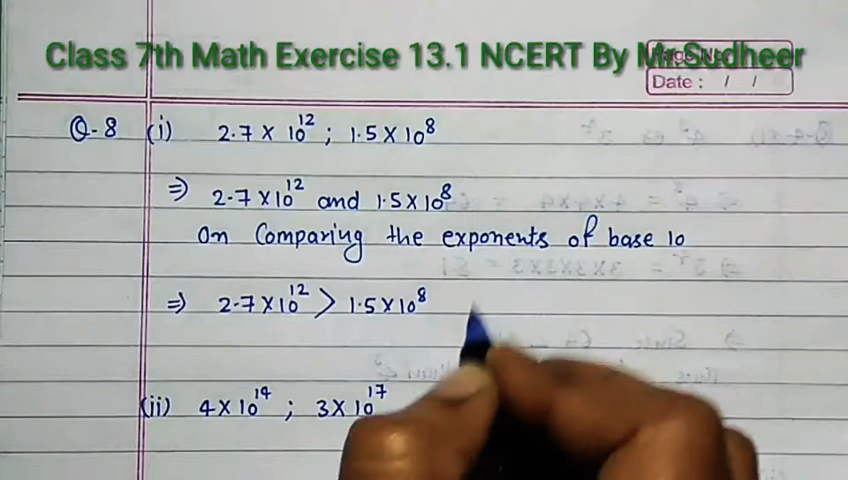 Class 7th Math Exercise 13.1 NCERT By Mr.Sudheer
Date : / /
Q-8 (i) 2.7 × 10¹² ; 1.5 × 10⁸
⇒ 2.7 × 10¹² and 1.5 × 10⁸
On Comparing the exponents of base 10
⇒ 2.7 × 10¹² > 1.5 × 10⁸
(ii) 4 × 10¹⁴ ; 3 × 10¹⁷